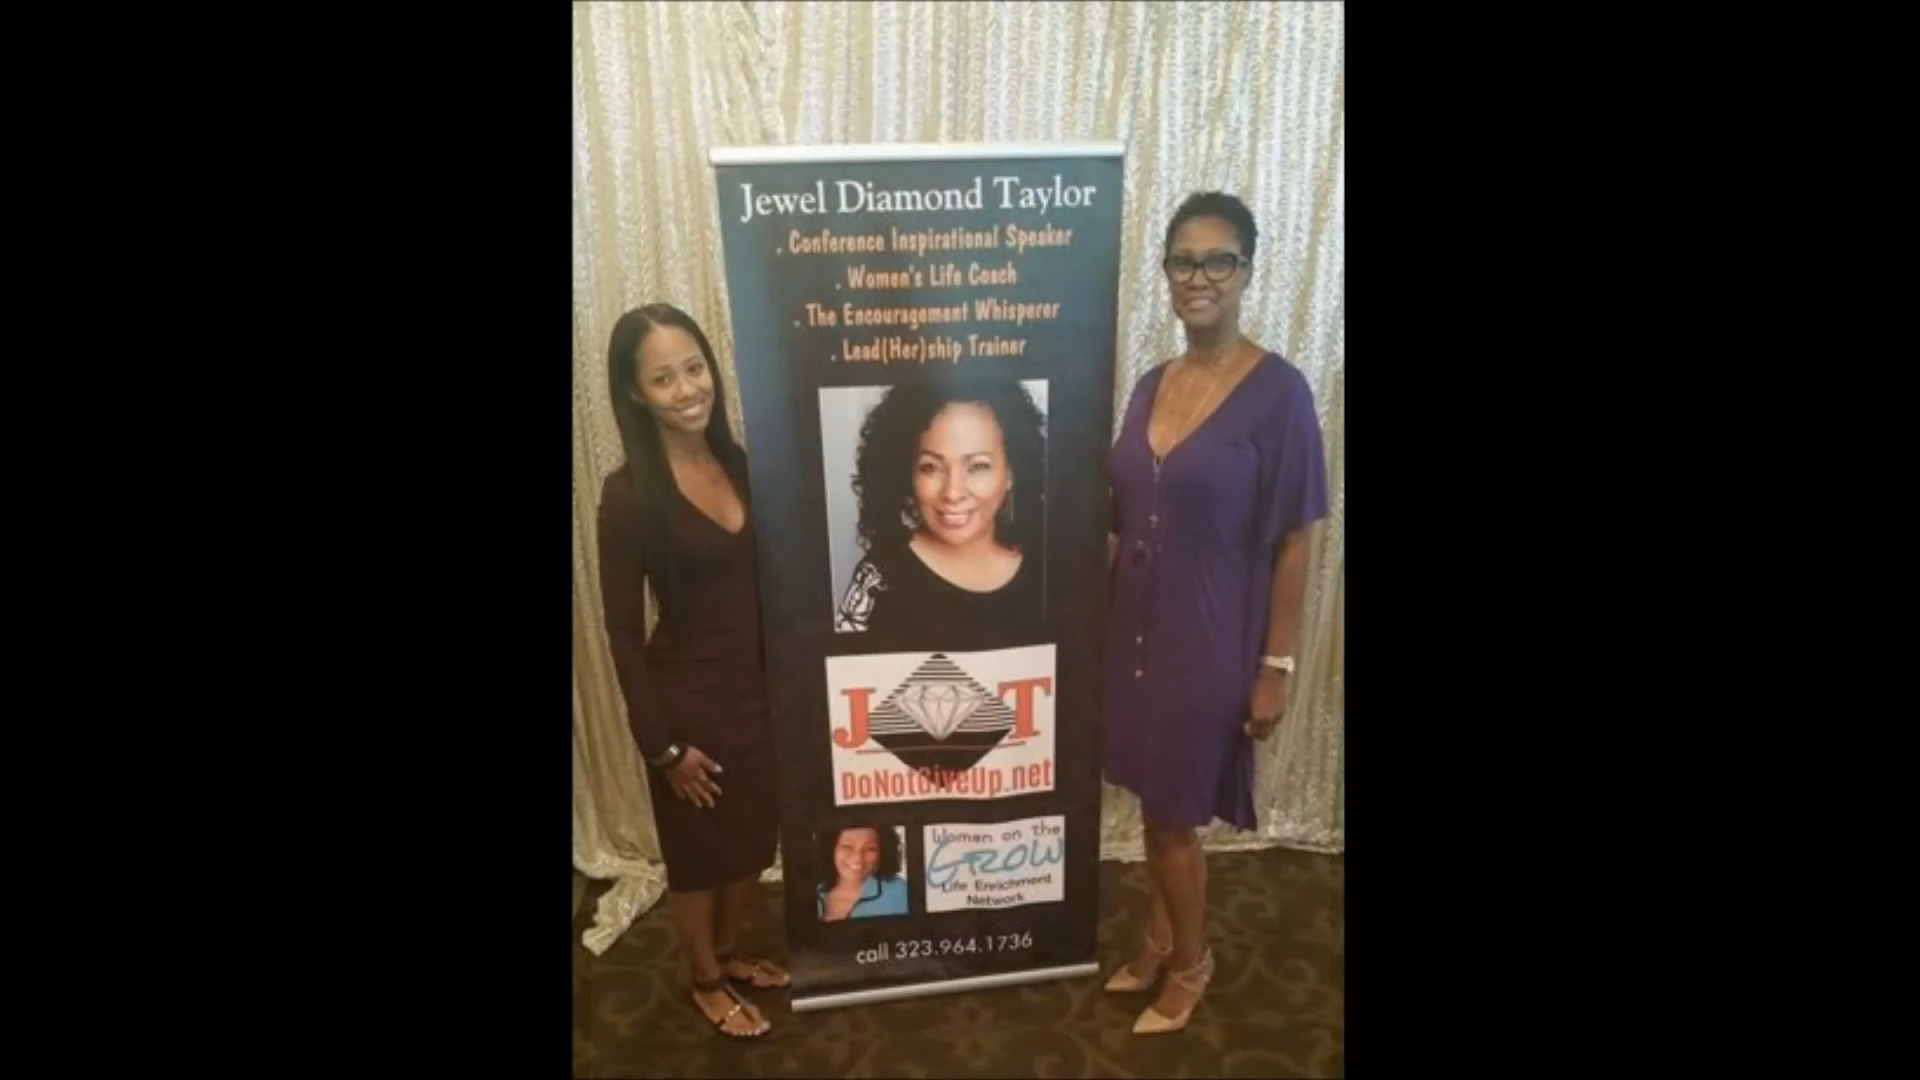 Jewel Diamond Taylor
. Conference Inspirational Speaker
. Women's Life Coach
. The Encouragement Whisperer
. Lead(Her)ship Trainer
J T
DoNotGiveUp.net
Women on the
GROW
Life Enrichment
Network
call 323.964.1736